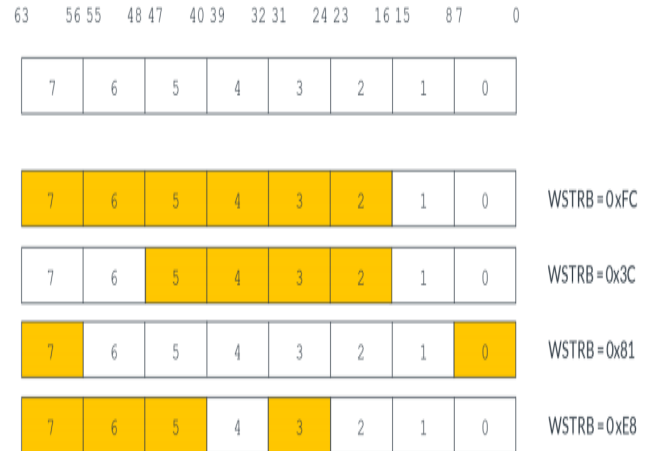 63 56 55 48 47 40 39 32 31 24 23 16 15 8 7 0
7 6 5 4 3 2 1 0
7 6 5 4 3 2 1 0 WSTRB = 0xFC
7 6 5 4 3 2 1 0 WSTRB = 0x3C
7 6 5 4 3 2 1 0 WSTRB = 0x81
7 6 5 4 3 2 1 0 WSTRB = 0xE8